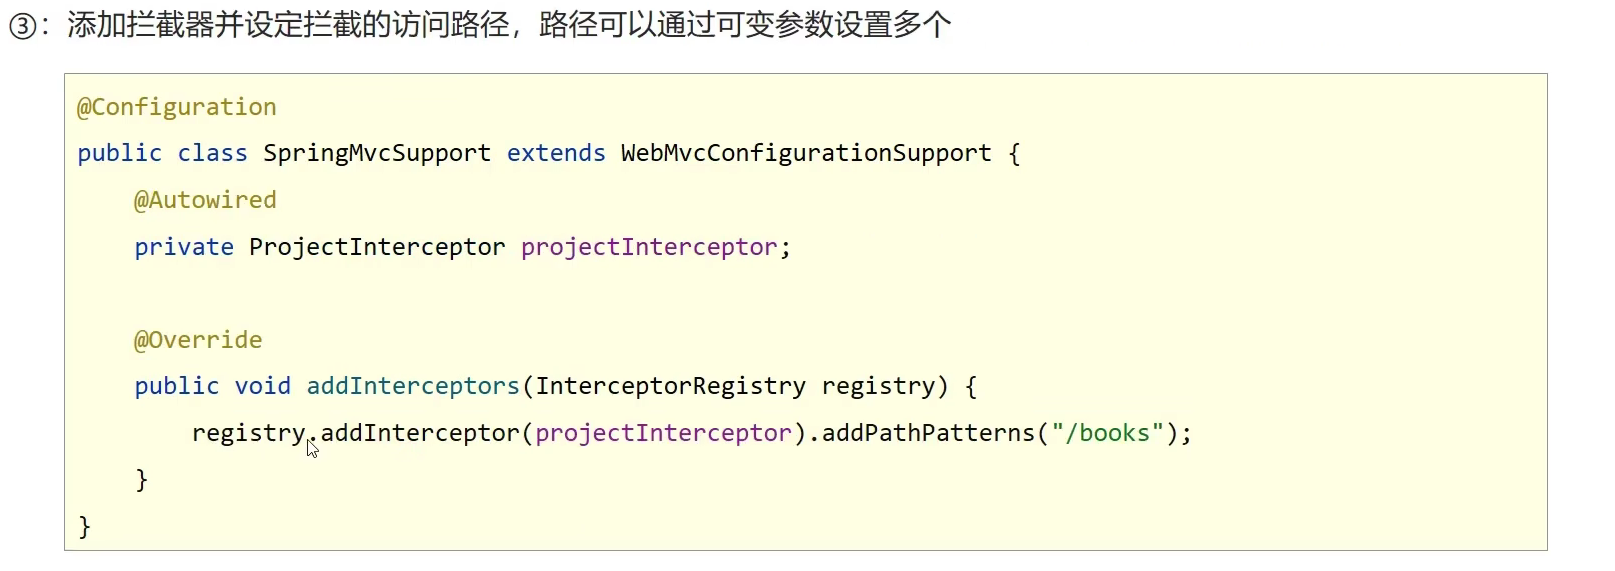 ③：添加拦截器并设定拦截的访问路径，路径可以通过可变参数设置多个
@Configuration
public class SpringMvcSupport extends WebMvcConfigurationSupport {
    @Autowired
    private ProjectInterceptor projectInterceptor;

    @Override
    public void addInterceptors(InterceptorRegistry registry) {
        registry.addInterceptor(projectInterceptor).addPathPatterns("/books");
    }
}